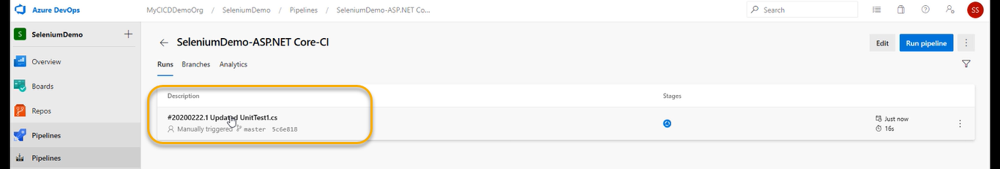 Azure DevOps
MyCICDDemoOrg / SeleniumDemo / Pipelines / SeleniumDemo-ASP.NET Co...
Search
SS
S SeleniumDemo
SeleniumDemo-ASP.NET Core-CI
Edit
Run pipeline
Overview
Runs Branches Analytics
Boards
Description
Stages
Repos
#20200222.1 Updated UnitTest1.cs
Just now
Manually triggered master 5c6e818
16s
Pipelines
Pipelines